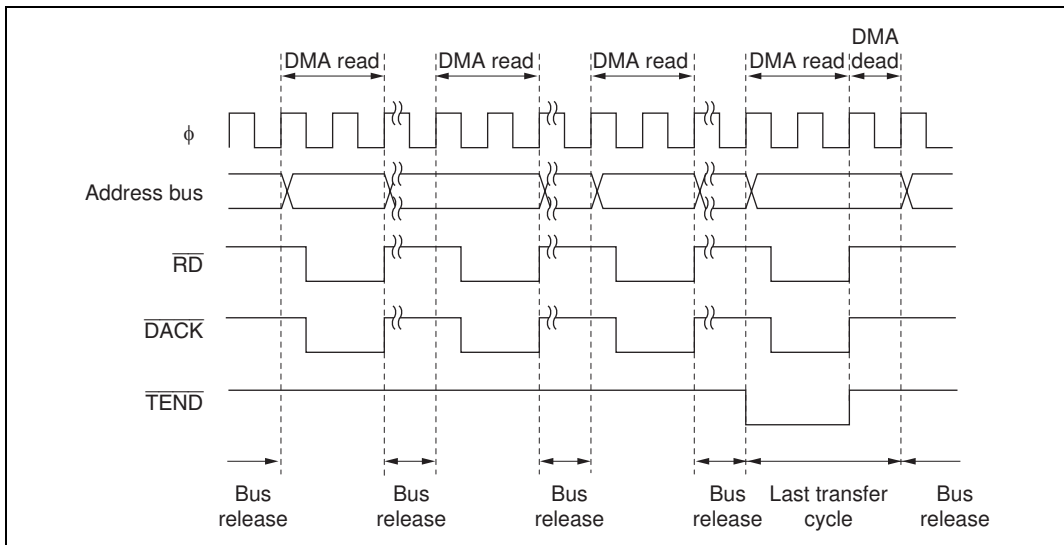 DMA
DMA read DMA read DMA read DMA read dead
ϕ
Address bus
RD
DACK
TEND
Bus Bus Bus Bus Last transfer Bus
release release release release cycle release